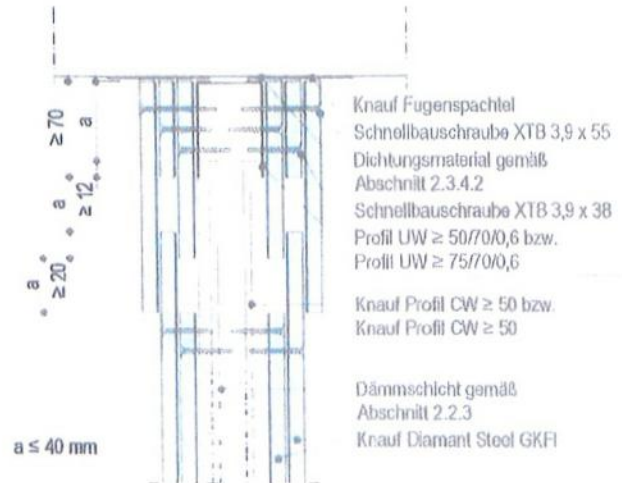 ≥ 70
a
a
≥ 12
a
≥ 20
a ≤ 40 mm
Knauf Fugenspachtel
Schnellbauschraube XTB 3,9 x 55
Dichtungsmaterial gemäß
Abschnitt 2.3.4.2
Schnellbauschraube XTB 3,9 x 38
Profil UW ≥ 50/70/0,6 bzw.
Profil UW ≥ 75/70/0,6
Knauf Profil CW ≥ 50 bzw.
Knauf Profil CW ≥ 50
Dämmschicht gemäß
Abschnitt 2.2.3
Knauf Diamant Steel GKFI